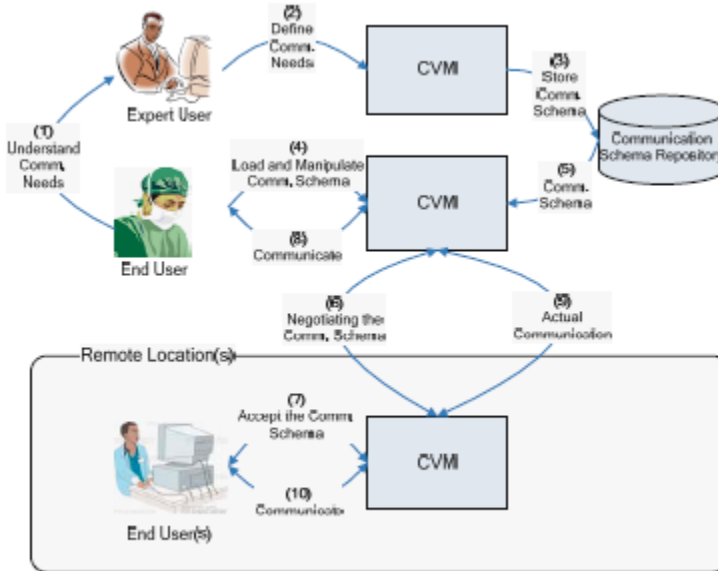 (2)
Define
Comm.
Needs
CVMI
(3)
Store
Comm.
Schema
Expert User
(1)
Understand
Comm.
Needs
(4)
Load and Manipulate
Comm. Schema
CVMI
Communication
Schema Repository
(5)
Comm.
Schema
(8)
Communicate
End User
(6)
Negotiating the
Comm. Schema
(9)
Actual
Communication
Remote Location(s)
(7)
Accept the Comm.
Schema
CVMI
(10)
Communicate
End User(s)